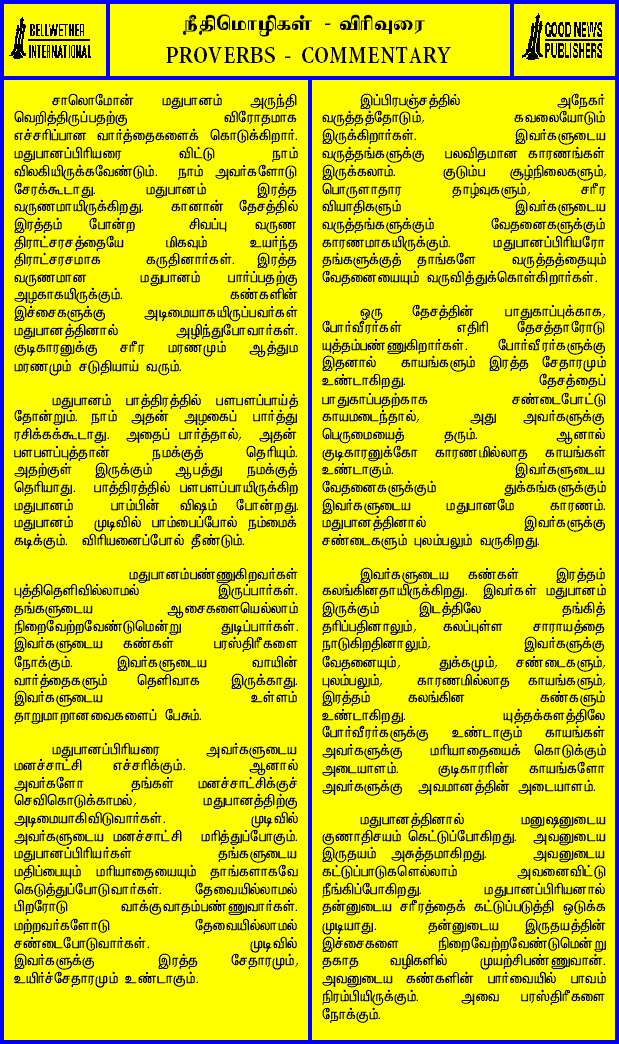 BELLWETHER
INTERNATIONAL
நீதிமொழிகள் - விரிவுரை
PROVERBS - COMMENTARY
GOOD NEWS
PUBLISHERS
சாலொமோன் மதுபானம் அருந்தி
வெறித்திருப்பதற்கு விரோதமாக
எச்சரிப்பான வார்த்தைகளைக் கொடுக்கிறார்.
மதுபானப்பிரியரை விட்டு நாம்
விலகியிருக்கவேண்டும். நாம் அவர்களோடு
சேரக்கூடாது. மதுபானம் இரத்த
வருணமாயிருக்கிறது. கானான் தேசத்தில்
இரத்தம் போன்ற சிவப்பு வருண
திராட்சரசத்தையே மிகவும் உயர்ந்த
திராட்சரசமாக கருதினார்கள். இரத்த
வருணமான மதுபானம் பார்ப்பதற்கு
அழகாகயிருக்கும். கண்களின்
இச்சைகளுக்கு அடிமையாகயிருப்பவர்கள்
மதுபானத்தினால் அழிந்துபோவார்கள்.
குடிகாரனுக்கு சரீர மரணமும் ஆத்தும
மரணமும் சடுதியாய் வரும்.
மதுபானம் பாத்திரத்தில் பளபளப்பாய்த்
தோன்றும். நாம் அதன் அழகைப் பார்த்து
ரசிக்கக்கூடாது. அதைப் பார்த்தால், அதன்
பளபளப்புத்தான் நமக்குத் தெரியும்.
அதற்குள் இருக்கும் ஆபத்து நமக்குத்
தெரியாது. பாத்திரத்தில் பளபளப்பாயிருக்கிற
மதுபானம் பாம்பின் விஷம் போன்றது.
மதுபானம் முடிவில் பாம்பைப்போல் நம்மைக்
கடிக்கும். விரியனைப்போல் தீண்டும்.
மதுபானம்பண்ணுகிறவர்கள்
புத்திதெளிவில்லாமல் இருப்பார்கள்.
தங்களுடைய ஆசைகளையெல்லாம்
நிறைவேற்றவேண்டுமென்று துடிப்பார்கள்.
இவர்களுடைய கண்கள் பரஸ்திரீகளை
நோக்கும். இவர்களுடைய வாயின்
வார்த்தைகளும் தெளிவாக இருக்காது.
இவர்களுடைய உள்ளம்
தாறுமாறானவைகளைப் பேசும்.
மதுபானப்பிரியரை அவர்களுடைய
மனச்சாட்சி எச்சரிக்கும். ஆனால்
அவர்களோ தங்கள் மனச்சாட்சிக்குச்
செவிகொடுக்காமல், மதுபானத்திற்கு
அடிமையாகிவிடுவார்கள். முடிவில்
அவர்களுடைய மனச்சாட்சி மரித்துப்போகும்.
மதுபானப்பிரியர்கள் தங்களுடைய
மதிப்பையும் மரியாதையையும் தாங்களாகவே
கெடுத்துப்போடுவார்கள். தேவையில்லாமல்
பிறரோடு வாக்குவாதம்பண்ணுவார்கள்.
மற்றவர்களோடு தேவையில்லாமல்
சண்டைபோடுவார்கள். முடிவில்
இவர்களுக்கு இரத்த சேதாரமும்,
உயிர்ச்சேதாரமும் உண்டாகும்.
இப்பிரபஞ்சத்தில் அநேகர்
வருத்தத்தோடும், கவலையோடும்
இருக்கிறார்கள். இவர்களுடைய
வருத்தங்களுக்கு பலவிதமான காரணங்கள்
இருக்கலாம். குடும்ப சூழ்நிலைகளும்,
பொருளாதார தாழ்வுகளும், சரீர
வியாதிகளும் இவர்களுடைய
வருத்தங்களுக்கும் வேதனைகளுக்கும்
காரணமாகயிருக்கும். மதுபானப்பிரியரோ
தங்களுக்குத் தாங்களே வருத்தத்தையும்
வேதனையையும் வருவித்துக்கொள்கிறார்கள்.
ஒரு தேசத்தின் பாதுகாப்புக்காக,
போர்வீரர்கள் எதிரி தேசத்தாரோடு
யுத்தம்பண்ணுகிறார்கள். போர்வீரர்களுக்கு
இதனால் காயங்களும் இரத்த சேதாரமும்
உண்டாகிறது. தேசத்தைப்
பாதுகாப்பதற்காக சண்டைபோட்டு
காயமடைந்தால், அது அவர்களுக்கு
பெருமையைத் தரும். ஆனால்
குடிகாரனுக்கோ காரணமில்லாத காயங்கள்
உண்டாகும். இவர்களுடைய
வேதனைகளுக்கும் துக்கங்களுக்கும்
இவர்களுடைய மதுபானமே காரணம்.
மதுபானத்தினால் இவர்களுக்கு
சண்டைகளும் புலம்பலும் வருகிறது.
இவர்களுடைய கண்கள் இரத்தம்
கலங்கினதாயிருக்கிறது. இவர்கள் மதுபானம்
இருக்கும் இடத்திலே தங்கித்
தரிப்பதினாலும், கலப்புள்ள சாராயத்தை
நாடுகிறதினாலும், இவர்களுக்கு
வேதனையும், துக்கமும், சண்டைகளும்,
புலம்பலும், காரணமில்லாத காயங்களும்,
இரத்தம் கலங்கின கண்களும்
உண்டாகிறது. யுத்தக்களத்திலே
போர்வீரர்களுக்கு உண்டாகும் காயங்கள்
அவர்களுக்கு மரியாதையைக் கொடுக்கும்
அடையாளம். குடிகாரரின் காயங்களோ
அவர்களுக்கு அவமானத்தின் அடையாளம்.
மதுபானத்தினால் மனுஷனுடைய
குணாதிசயம் கெட்டுப்போகிறது. அவனுடைய
இருதயம் அசுத்தமாகிறது. அவனுடைய
கட்டுப்பாடுகளெல்லாம் அவனைவிட்டு
நீங்கிப்போகிறது. மதுபானப்பிரியனால்
தன்னுடைய சரீரத்தைக் கட்டுப்படுத்தி ஒடுக்க
முடியாது. தன்னுடைய இருதயத்தின்
இச்சைகளை நிறைவேற்றவேண்டுமென்று
தகாத வழிகளில் முயற்சிபண்ணுவான்.
அவனுடைய கண்களின் பார்வையில் பாவம்
நிரம்பியிருக்கும். அவை பரஸ்திரீகளை
நோக்கும்.